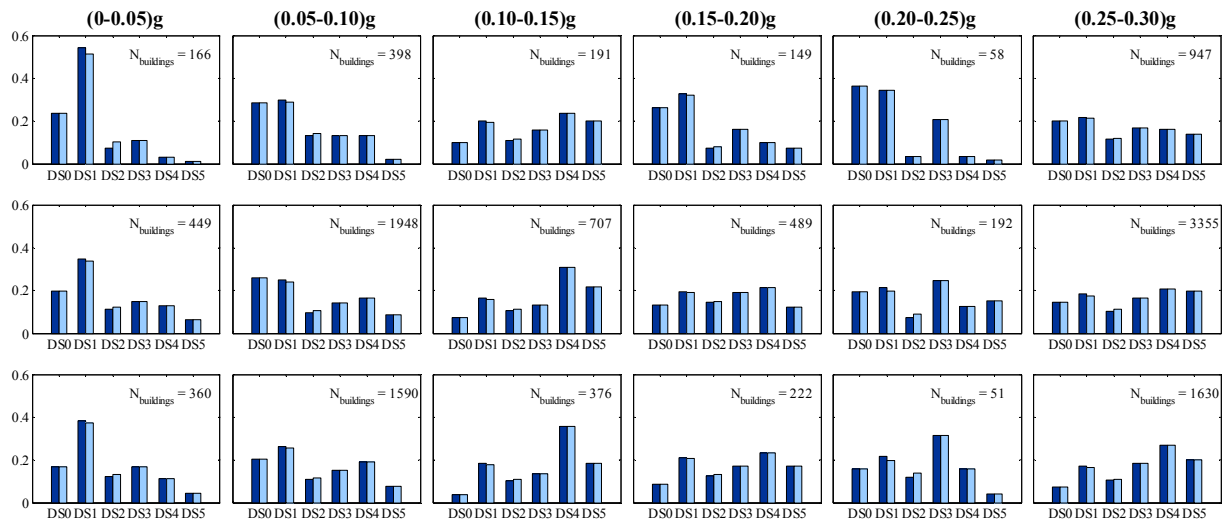 (0-0.05)g (0.05-0.10)g (0.10-0.15)g (0.15-0.20)g (0.20-0.25)g (0.25-0.30)g
0.6
0.4
0.2
0
N buildings = 166
N buildings = 398
N buildings = 191
N buildings = 149
N buildings = 58
N buildings = 947
DS0 DS1 DS2 DS3 DS4 DS5
DS0 DS1 DS2 DS3 DS4 DS5
DS0 DS1 DS2 DS3 DS4 DS5
DS0 DS1 DS2 DS3 DS4 DS5
DS0 DS1 DS2 DS3 DS4 DS5
DS0 DS1 DS2 DS3 DS4 DS5
0.6
0.4
0.2
0
N buildings = 449
N buildings = 1948
N buildings = 707
N buildings = 489
N buildings = 192
N buildings = 3355
DS0 DS1 DS2 DS3 DS4 DS5
DS0 DS1 DS2 DS3 DS4 DS5
DS0 DS1 DS2 DS3 DS4 DS5
DS0 DS1 DS2 DS3 DS4 DS5
DS0 DS1 DS2 DS3 DS4 DS5
DS0 DS1 DS2 DS3 DS4 DS5
0.6
0.4
0.2
0
N buildings = 360
N buildings = 1590
N buildings = 376
N buildings = 222
N buildings = 51
N buildings = 1630
DS0 DS1 DS2 DS3 DS4 DS5
DS0 DS1 DS2 DS3 DS4 DS5
DS0 DS1 DS2 DS3 DS4 DS5
DS0 DS1 DS2 DS3 DS4 DS5
DS0 DS1 DS2 DS3 DS4 DS5
DS0 DS1 DS2 DS3 DS4 DS5